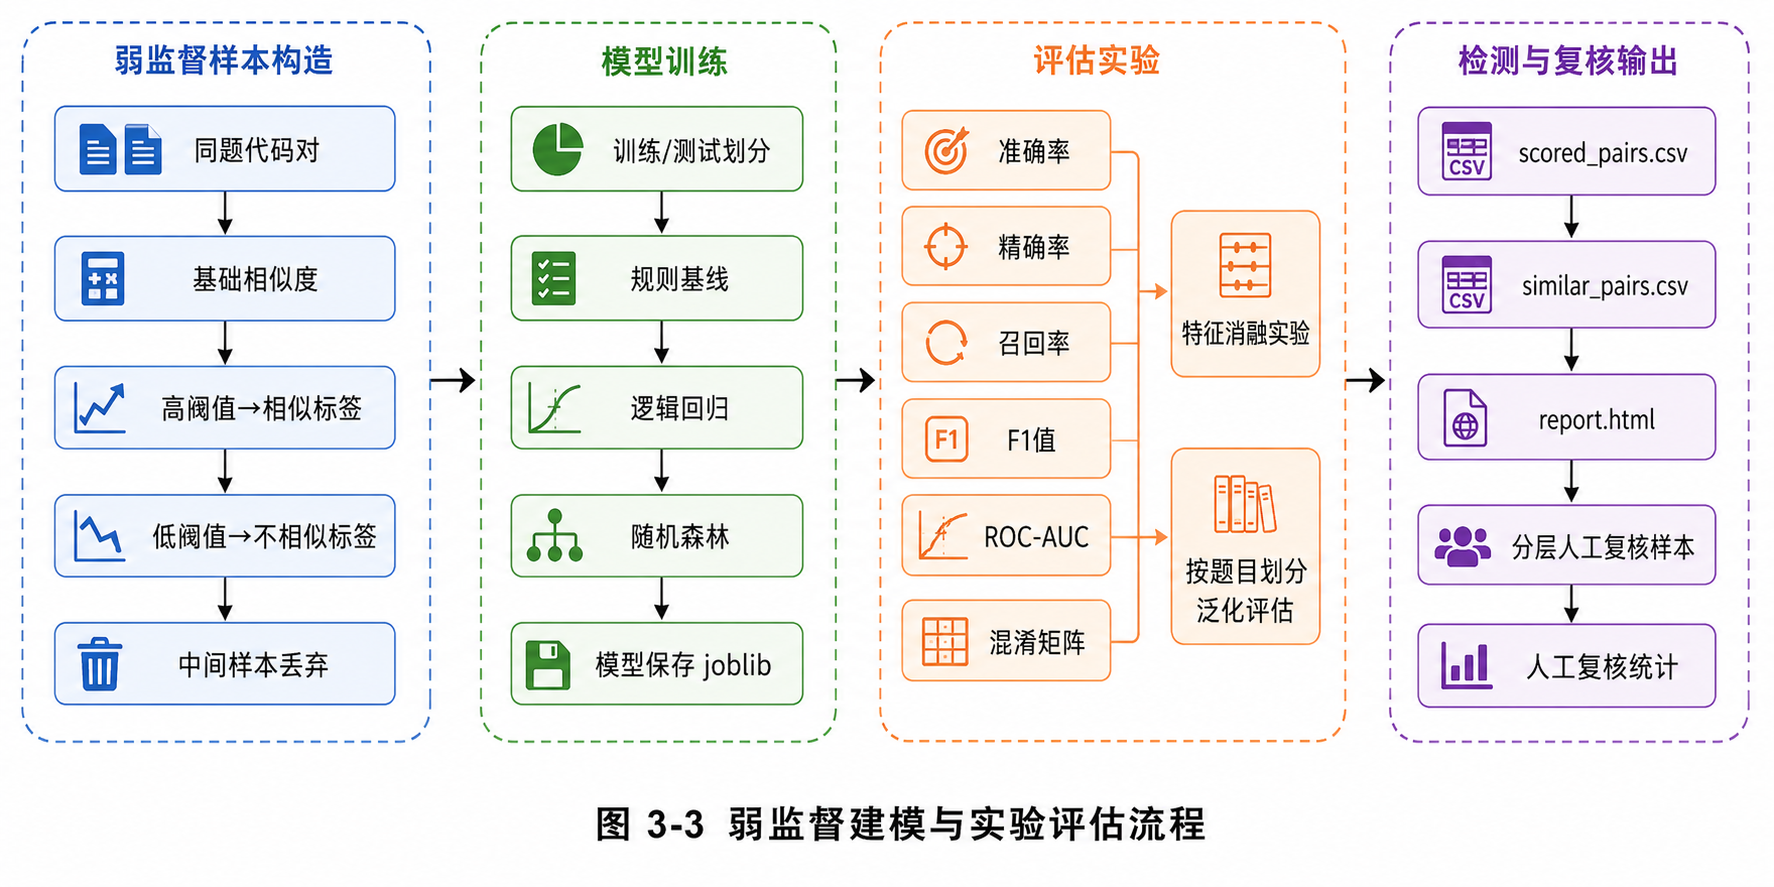 弱监督样本构造
同题代码对
基础相似度
高阀值→相似标签
低阀值→不相似标签
中间样本丢弃
模型训练
训练/测试划分
规则基线
逻辑回归
随机森林
模型保存 joblib
评估实验
准确率
精确率
召回率
F1
F1值
ROC-AUC
混淆矩阵
特征消融实验
按题目划分
泛化评估
检测与复核输出
CSV
scored_pairs.csv
CSV
similar_pairs.csv
report.html
分层人工复核样本
人工复核统计
图 3-3 弱监督建模与实验评估流程